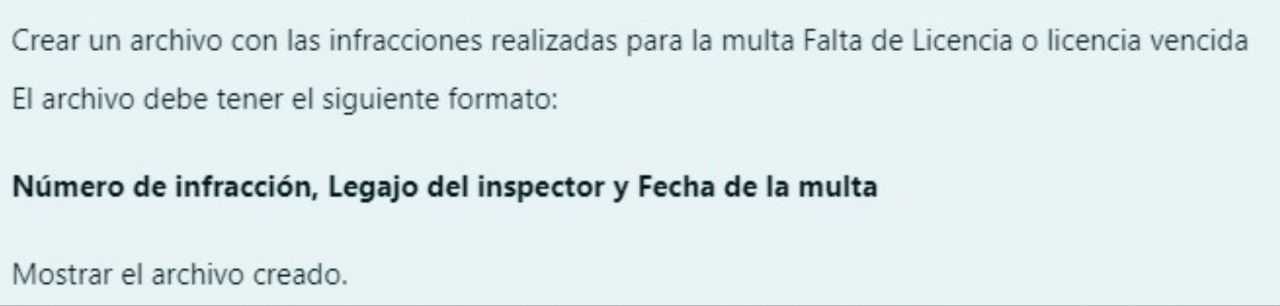 Crear un archivo con las infracciones realizadas para la multa Falta de Licencia o licencia vencida
El archivo debe tener el siguiente formato:
Número de infracción, Legajo del inspector y Fecha de la multa
Mostrar el archivo creado.